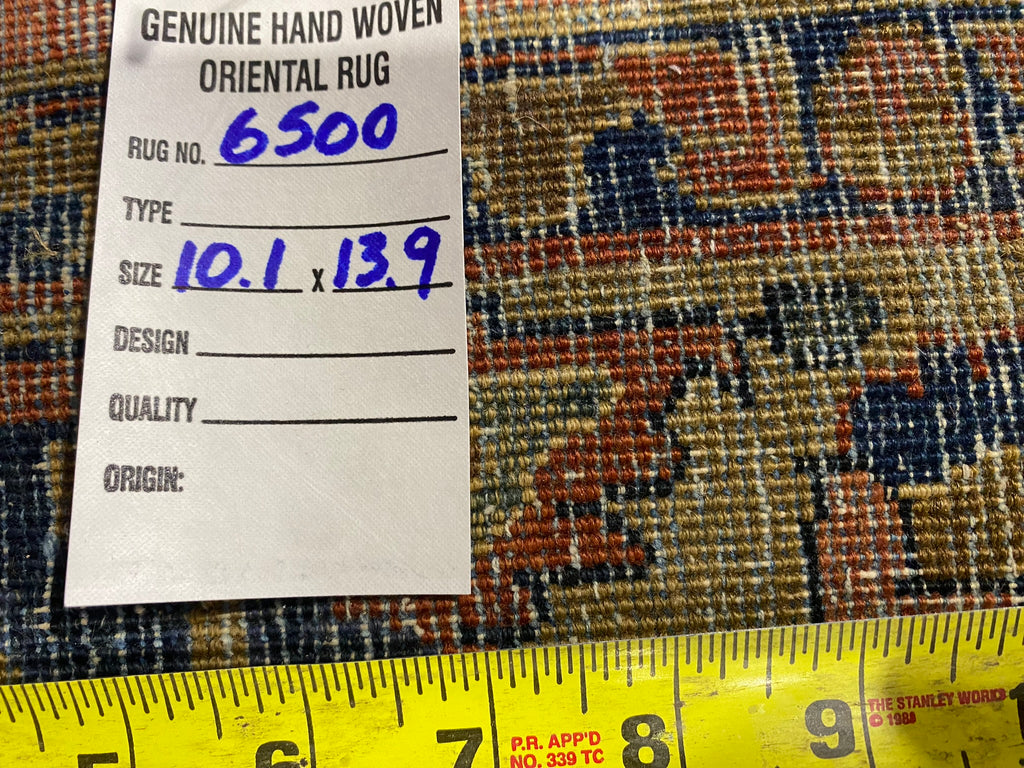 GENUINE HAND WOVEN
ORIENTAL RUG
RUG NO. 6500
TYPE
SIZE 10.1 x 13.9
DESIGN
QUALITY
ORIGIN:
5 6 7 8 9
P.R. APP'D
NO. 339 TC
THE STANLEY WORKS
© 1980